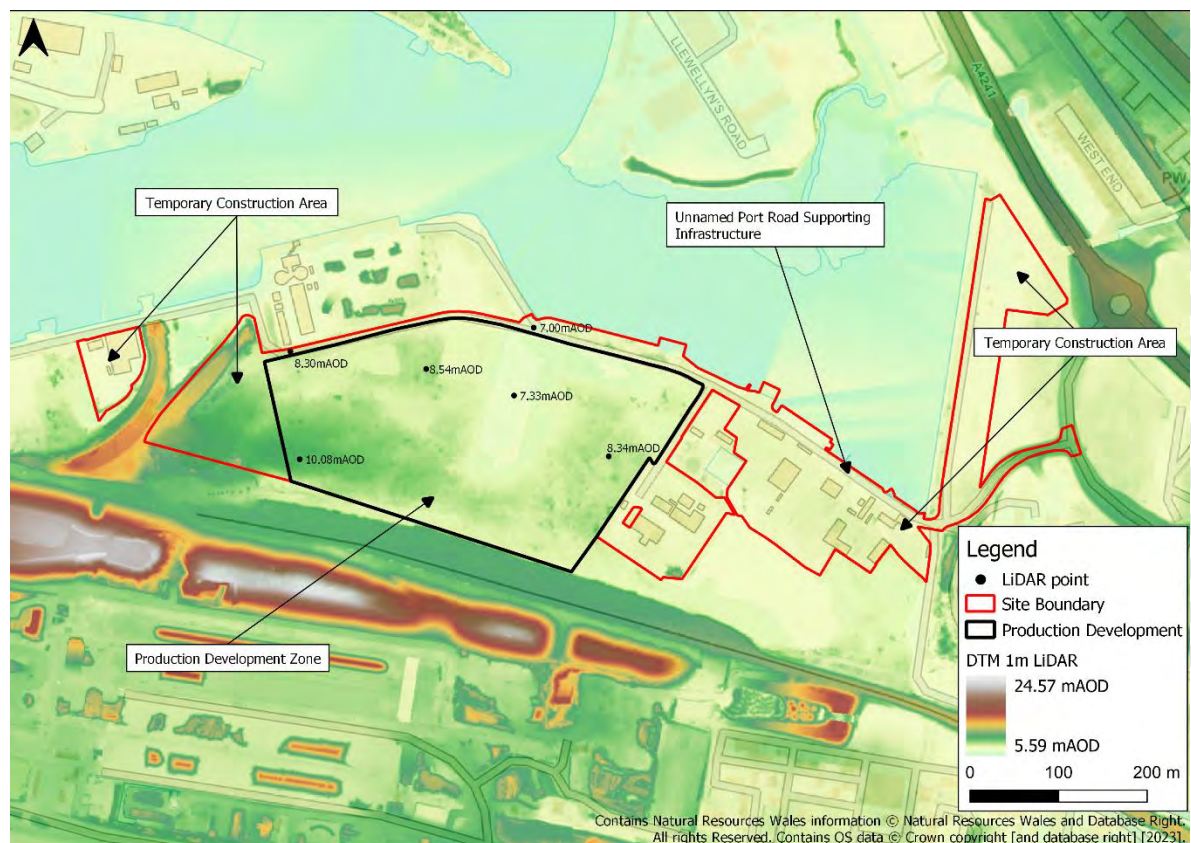 LLEWELLYN'S ROAD
A4241
WEST END
PW
Temporary Construction Area
Unnamed Port Road Supporting
Infrastructure
7.00mAOD
Temporary Construction Area
8.30mAOD
8.54mAOD
7.33mAOD
8.34mAOD
10.08mAOD
Production Development Zone
Legend
LiDAR point
Site Boundary
Production Development
DTM 1m LiDAR
24.57 mAOD
5.59 mAOD
0 100 200 m
Contains Natural Resources Wales information © Natural Resources Wales and Database Right.
All rights Reserved. Contains OS data © Crown copyright [and database right] [2023].